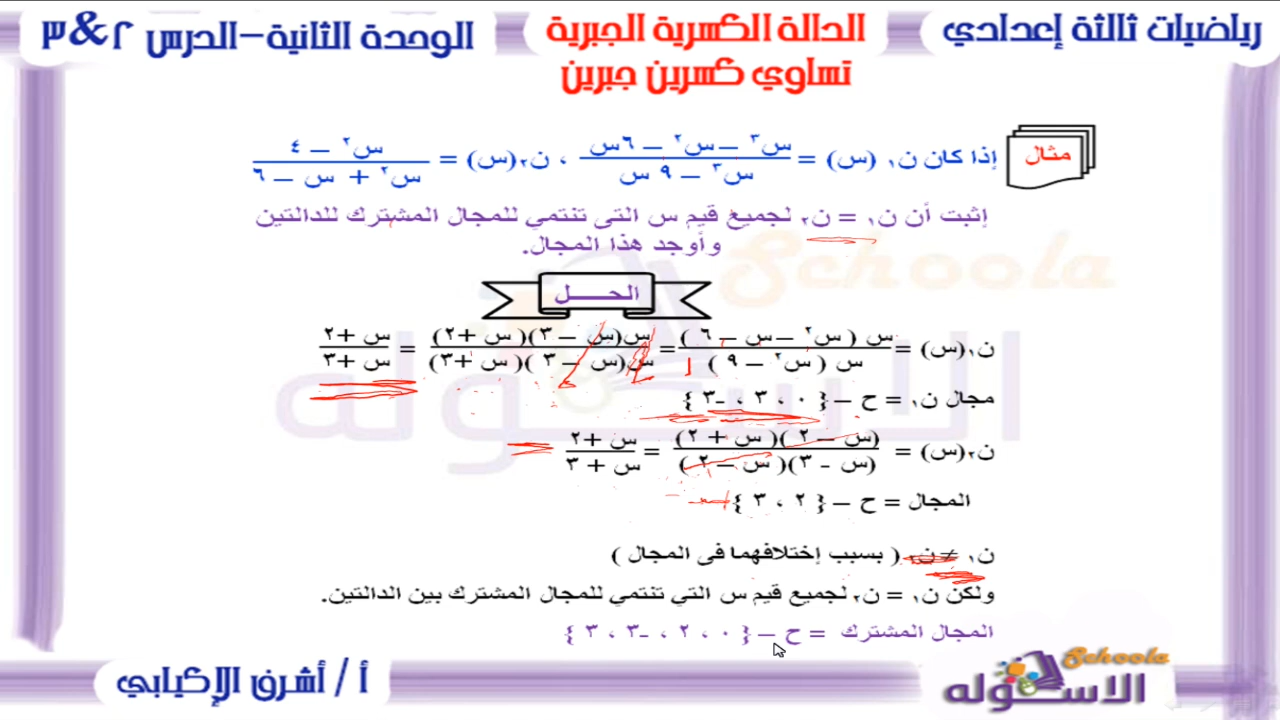 رياضيات ثالثة إعدادي
الدالة الكسرية الجبرية
تساوي كسرين جبرين
الوحدة الثانية-الدرس ٢&٣
مثال
إذا كان ن١ (س) = (س٣ – س٢ – ٦س) / (س٣ – ٩ س) ، ن٢(س) = (س٢ – ٤) / (س٢ + س – ٦)
إثبت أن ن١ = ن٢ لجميع قيم س التى تنتمي للمجال المشترك للدالتين
وأوجد هذا المجال.
الحـــل
ن١(س) = س ( س٢ – س – ٦ ) / س ( س٢ – ٩ ) = س(س – ٣)( س +٢) / س(س – ٣ )( س +٣) = س +٢ / س +٣
مجال ن١ = ح – { ٠ ، ٣ ، -٣ }
ن٢(س) = (س – ٢ )( س + ٢ ) / (س - ٣ )( س – ٢ ) = س + ٢ / س + ٣
المجال = ح – { ٢ ، ٣ }
ن١ ≠ ن٢ ( بسبب إختلافهما فى المجال )
ولكن ن١ = ن٢ لجميع قيم س التي تنتمي للمجال المشترك بين الدالتين.
المجال المشترك = ح – { ٠ ، ٢ ، -٣ ، ٣ }
أ / أشرف الإكيابي
Schoola
الاسكوله